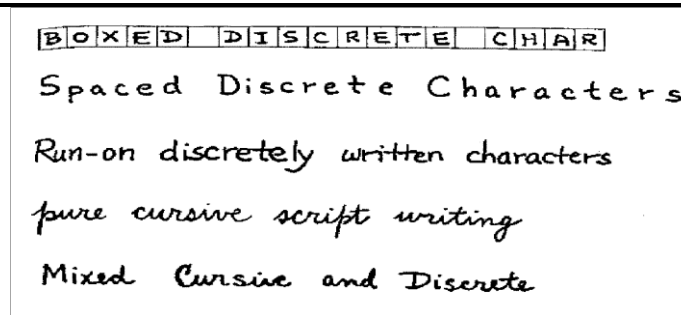 BOXED DISCRETE CHAR
Spaced Discrete Characters
Run-on discretely written characters
pure cursive script writing
Mixed Cursive and Discrete